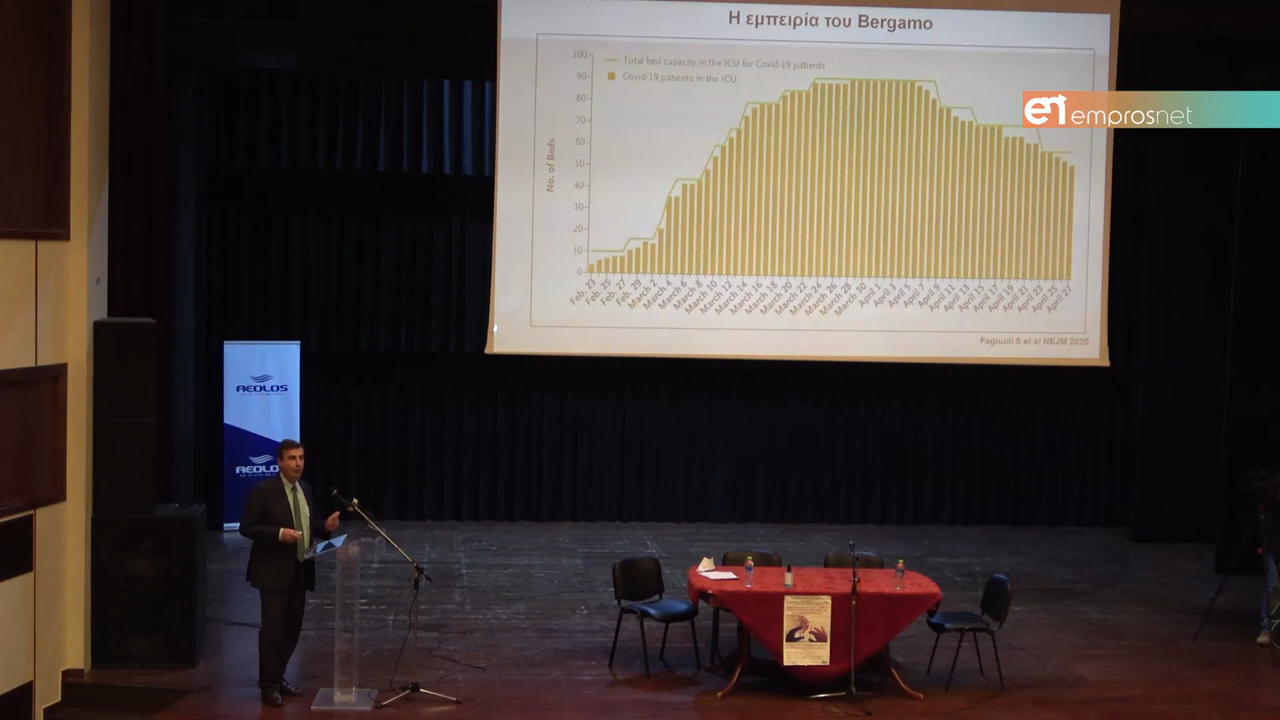 Η εμπειρία του Bergamo
Total bed capacity in the ICU for Covid-19 patients
Covid-19 patients in the ICU
No. of Beds
100
90
80
70
60
50
40
30
20
10
0
Feb. 23
Feb. 25
Feb. 27
Feb. 29
March 2
March 4
March 6
March 8
March 10
March 12
March 14
March 16
March 18
March 20
March 22
March 24
March 26
March 28
March 30
April 1
April 3
April 5
April 7
April 9
April 11
April 13
April 15
April 19
April 21
April 23
April 25
April 27
Fagiuoli S et al NEJM 2020
emprosnet
AEOLOS
AEOLO